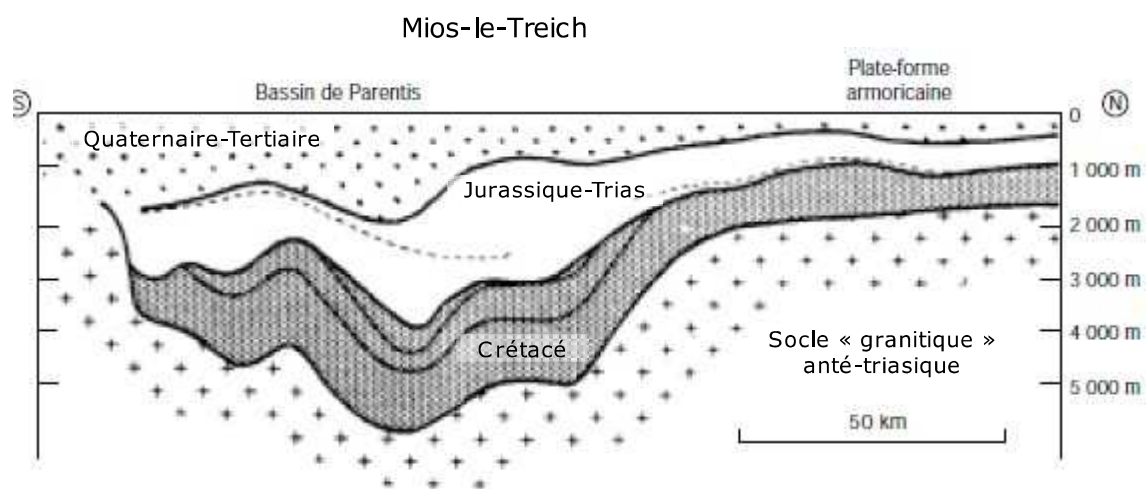 Mios-le-Treich
Bassin de Parentis
Plate-forme
armoricaine
S
N
0
Quaternaire-Tertiaire
1 000 m
Jurassique-Trias
2 000 m
3 000 m
Crétacé
Socle « granitique »
anté-triasique
4 000 m
5 000 m
50 km